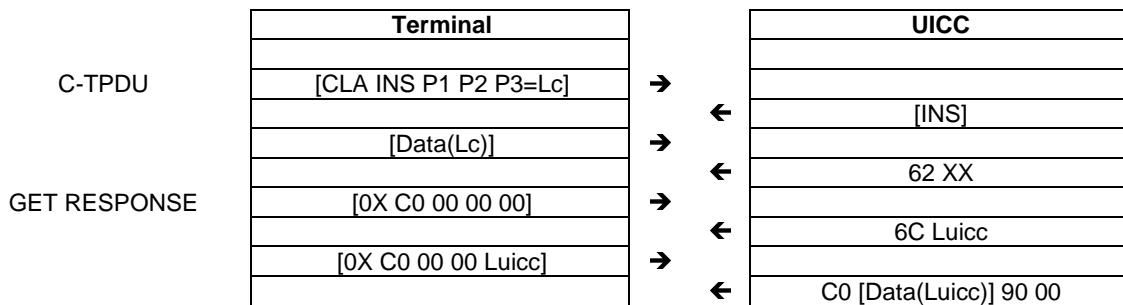 Terminal UICC
C-TPDU [CLA INS P1 P2 P3=Lc] →
← [INS]
[Data(Lc)] →
← 62 XX
GET RESPONSE [0X C0 00 00 00] →
← 6C Luicc
[0X C0 00 00 Luicc] →
← C0 [Data(Luicc)] 90 00